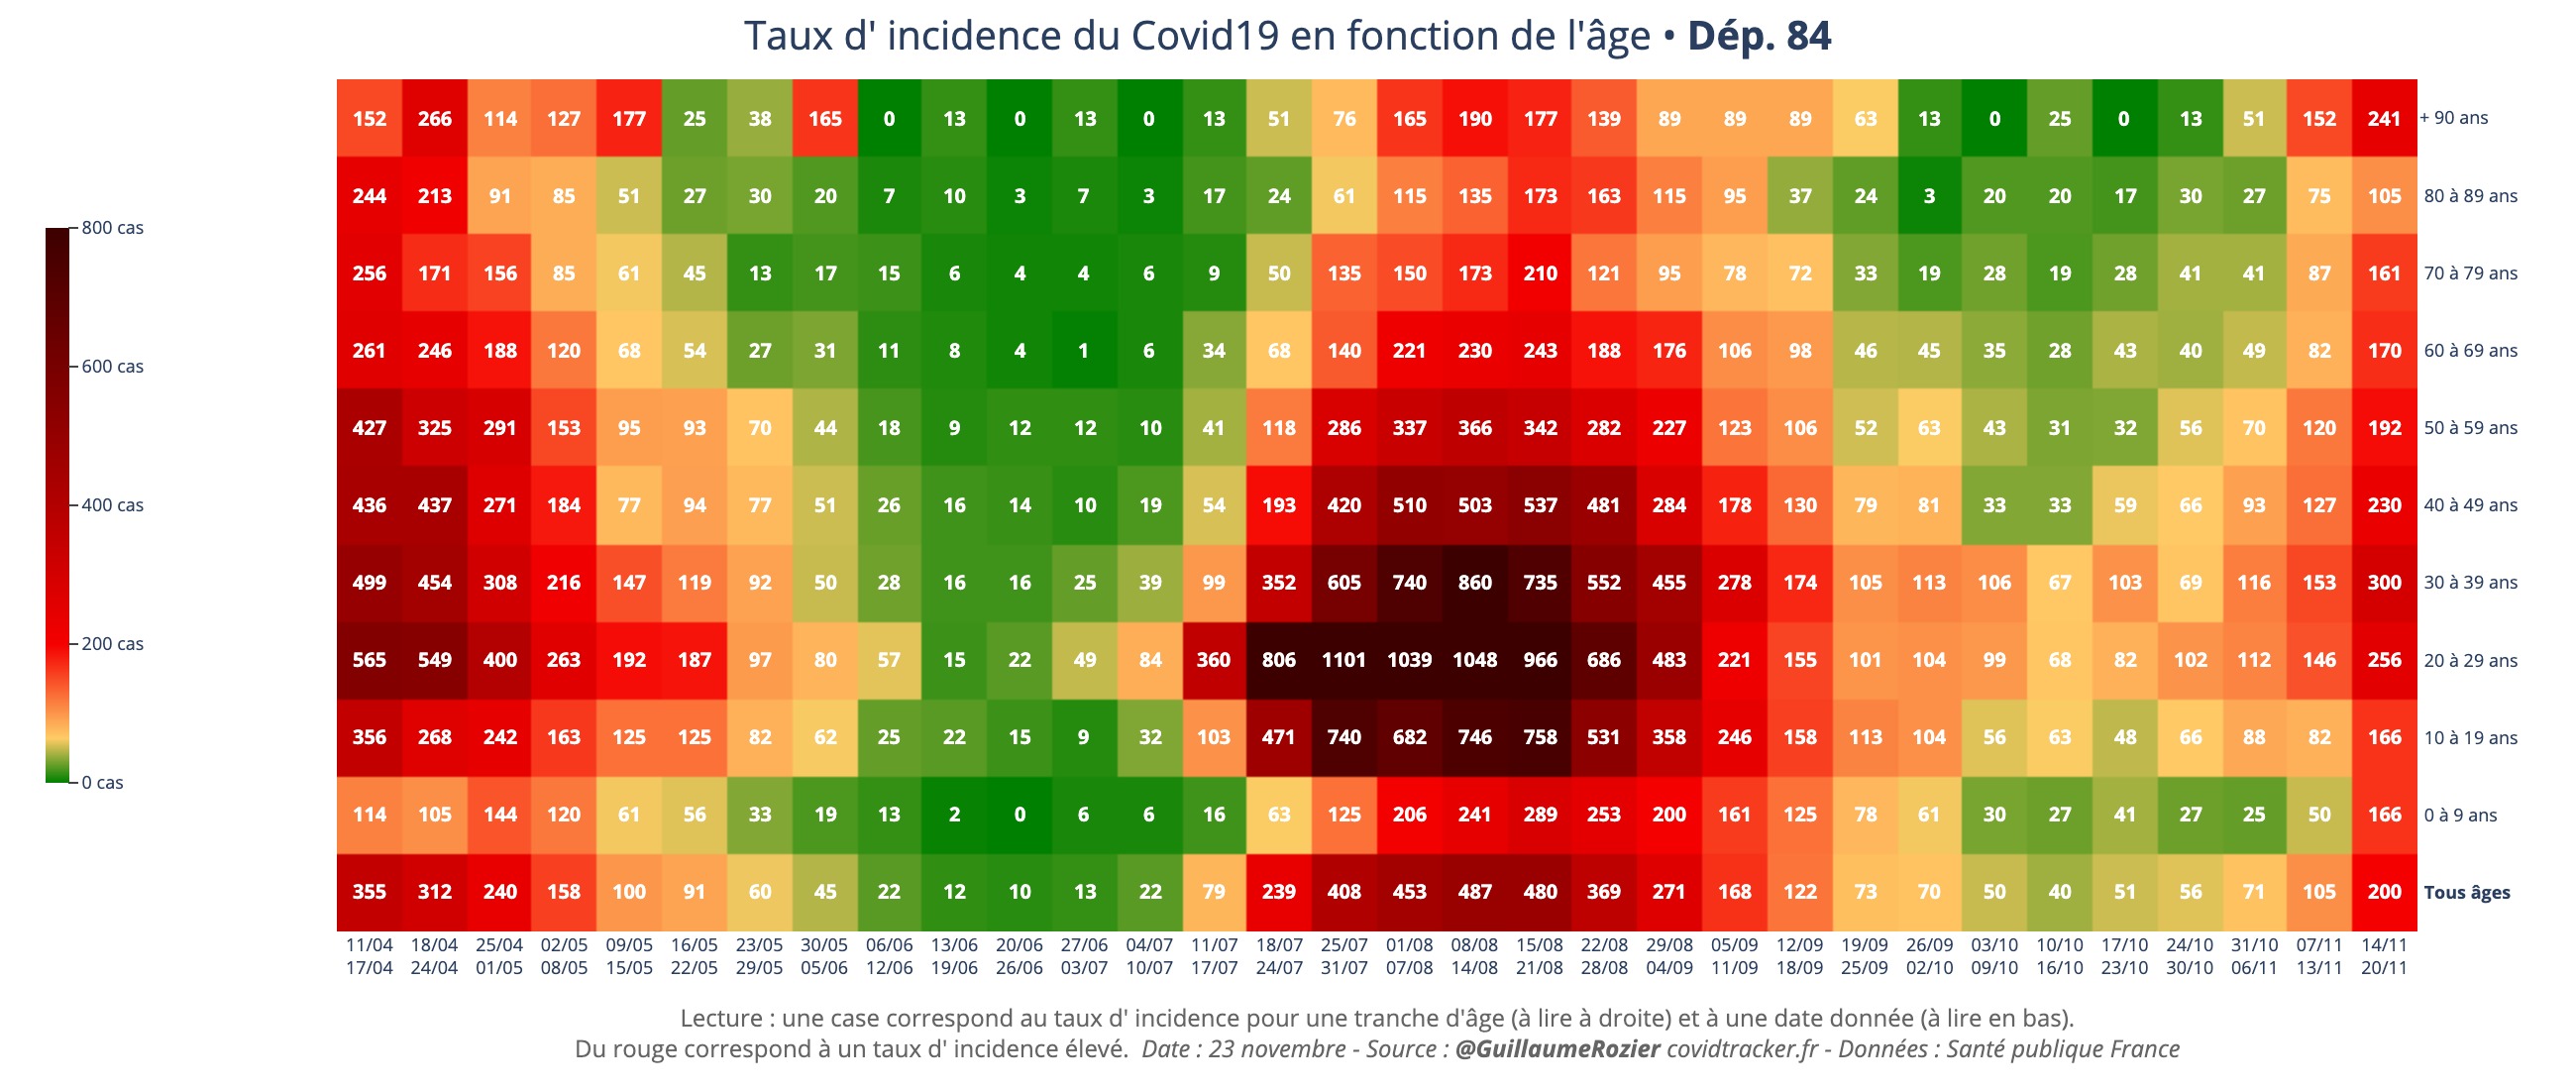 Taux d' incidence du Covid19 en fonction de l'âge • Dép. 84
152 266 114 127 177 25 38 165 0 13 0 13 0 13 51 76 165 190 177 139 89 89 89 63 13 0 25 0 13 51 152 241 + 90 ans
244 213 91 85 51 27 30 20 7 10 3 7 3 17 24 61 115 135 173 163 115 95 37 24 3 20 20 17 30 27 75 105 80 à 89 ans
800 cas
256 171 156 85 61 45 13 17 15 6 4 4 6 9 50 135 150 173 210 121 95 78 72 33 19 28 19 28 41 41 87 161 70 à 79 ans
261 246 188 120 68 54 27 31 11 8 4 1 6 34 68 140 221 230 243 188 176 106 98 46 45 35 28 43 40 49 82 170 60 à 69 ans
600 cas
427 325 291 153 95 93 70 44 18 9 12 12 10 41 118 286 337 366 342 282 227 123 106 52 63 43 31 32 56 70 120 192 50 à 59 ans
400 cas
436 437 271 184 77 94 77 51 26 16 14 10 19 54 193 420 510 503 537 481 284 178 130 79 81 33 33 59 66 93 127 230 40 à 49 ans
499 454 308 216 147 119 92 50 28 16 16 25 39 99 352 605 740 860 735 552 455 278 174 105 113 106 67 103 69 116 153 300 30 à 39 ans
200 cas
565 549 400 263 192 187 97 80 57 15 22 49 84 360 806 1101 1039 1048 966 686 483 221 155 101 104 99 68 82 102 112 146 256 20 à 29 ans
356 268 242 163 125 125 82 62 25 22 15 9 32 103 471 740 682 746 758 531 358 246 158 113 104 56 63 48 66 88 82 166 10 à 19 ans
0 cas
114 105 144 120 61 56 33 19 13 2 0 6 6 16 63 125 206 241 289 253 200 161 125 78 61 30 27 41 27 25 50 166 0 à 9 ans
355 312 240 158 100 91 60 45 22 12 10 13 22 79 239 408 453 487 480 369 271 168 122 73 70 50 40 51 56 71 105 200 Tous âges
11/04 18/04 25/04 02/05 09/05 16/05 23/05 30/05 06/06 13/06 20/06 27/06 04/07 11/07 18/07 25/07 01/08 08/08 15/08 22/08 29/08 05/09 12/09 19/09 26/09 03/10 10/10 17/10 24/10 31/10 07/11 14/11
17/04 24/04 01/05 08/05 15/05 22/05 29/05 05/06 12/06 19/06 26/06 03/07 10/07 17/07 24/07 31/07 07/08 14/08 21/08 28/08 04/09 11/09 18/09 25/09 02/10 09/10 16/10 23/10 30/10 06/11 13/11 20/11
Lecture : une case correspond au taux d' incidence pour une tranche d'âge (à lire à droite) et à une date donnée (à lire en bas).
Du rouge correspond à un taux d' incidence élevé. Date : 23 novembre - Source : @GuillaumeRozier covidtracker.fr - Données : Santé publique France